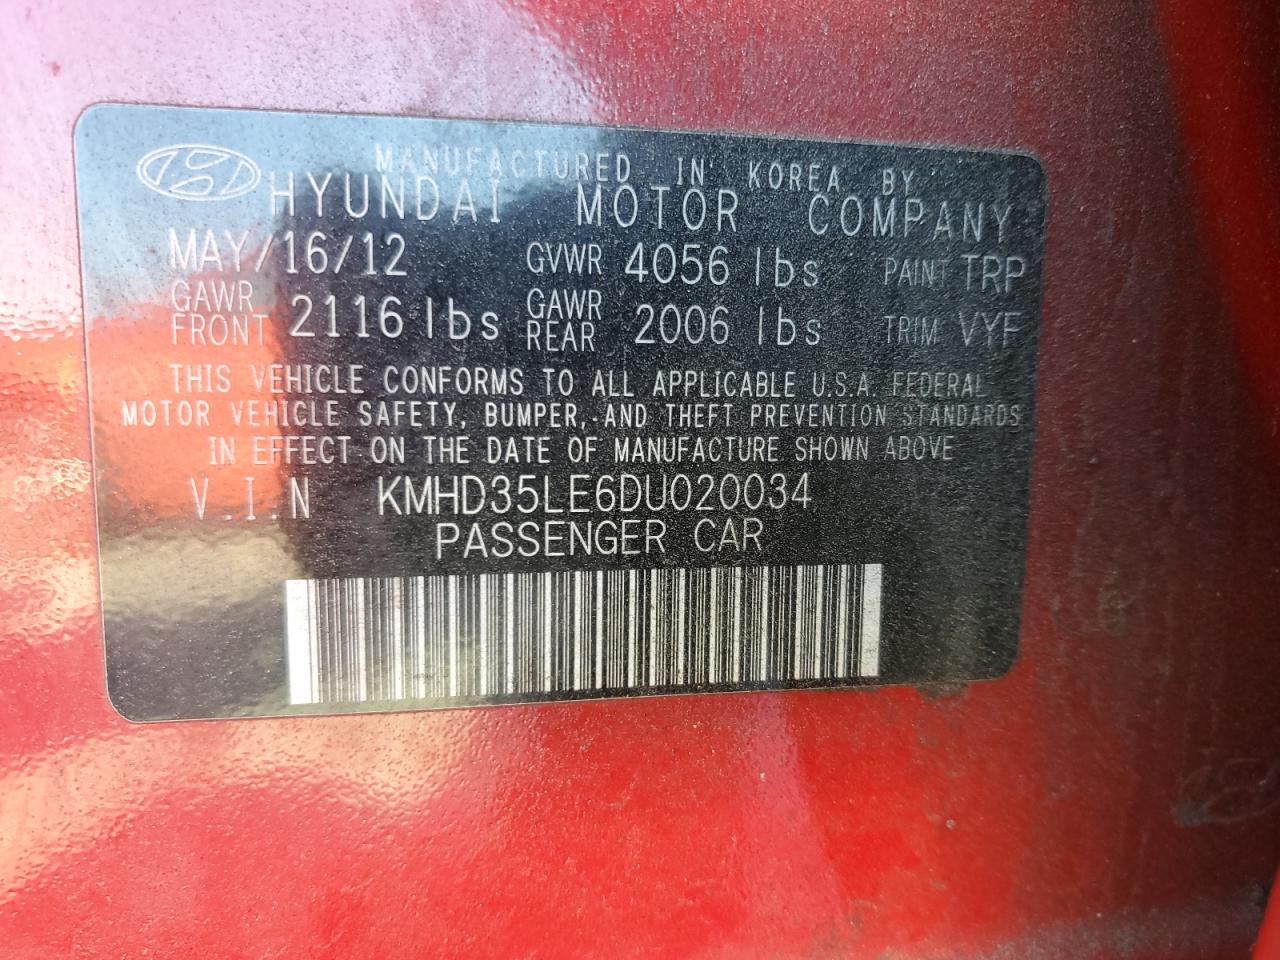 MANUFACTURED IN KOREA BY
HYUNDAI MOTOR COMPANY
MAY/16/12 GVWR 4056 lbs PAINT TRP
GAWR FRONT 2116 lbs GAWR REAR 2006 lbs TRIM VYF
THIS VEHICLE CONFORMS TO ALL APPLICABLE U.S.A. FEDERAL
MOTOR VEHICLE SAFETY, BUMPER, AND THEFT PREVENTION STANDARDS
IN EFFECT ON THE DATE OF MANUFACTURE SHOWN ABOVE
V.I.N KMHD35LE6DU020034
PASSENGER CAR